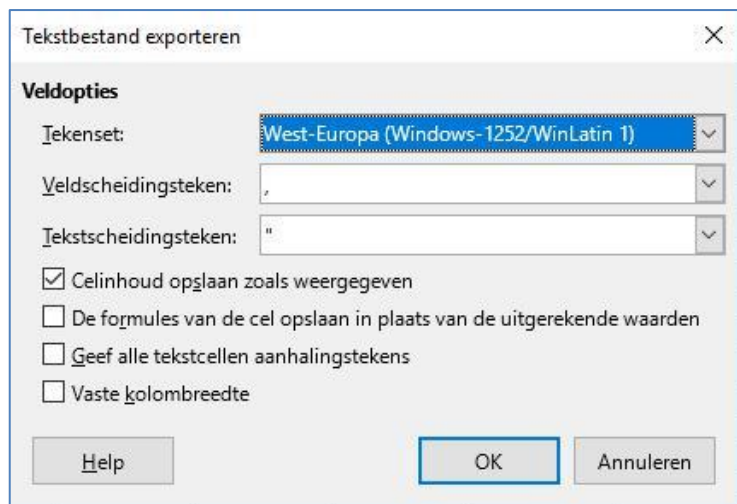 Tekstbestand exporteren
Veldopties
Tekenset: West-Europa (Windows-1252/WinLatin 1)
Veldscheidingsteken: ,
Tekstscheidingsteken: "
Celinhoud opslaan zoals weergegeven
De formules van de cel opslaan in plaats van de uitgerekende waarden
Geef alle tekstcellen aanhalingstekens
Vaste kolombreedte
Help OK Annuleren